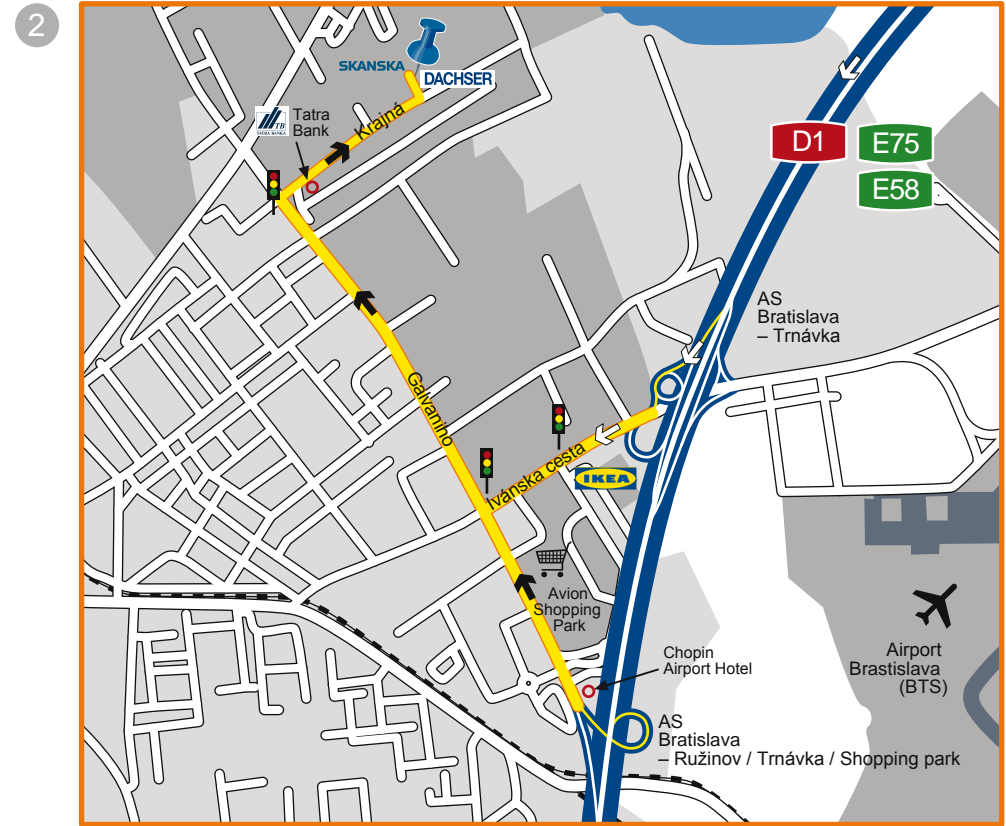 2
SKANSKA
DACHSER
TB
TATRA BANKA
Tatra
Bank
Krajná
D1
E75
E58
AS
Bratislava
– Trnávka
Galvaniho
Ivánska cesta
IKEA
Avion
Shopping
Park
Chopin
Airport Hotel
Airport
Brastislava
(BTS)
AS
Bratislava
– Ružinov / Trnávka / Shopping park